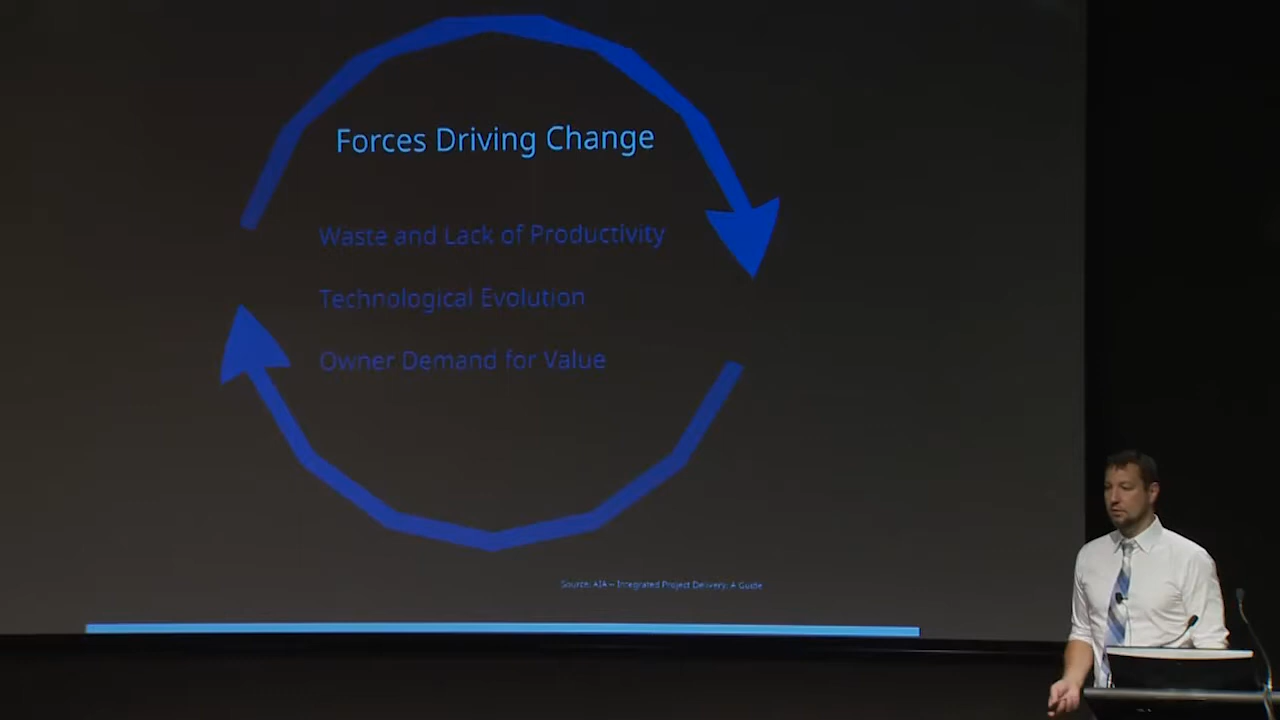 Forces Driving Change
Waste and Lack of Productivity
Technological Evolution
Owner Demand for Value
Source: AIA – Integrated Project Delivery: A Guide